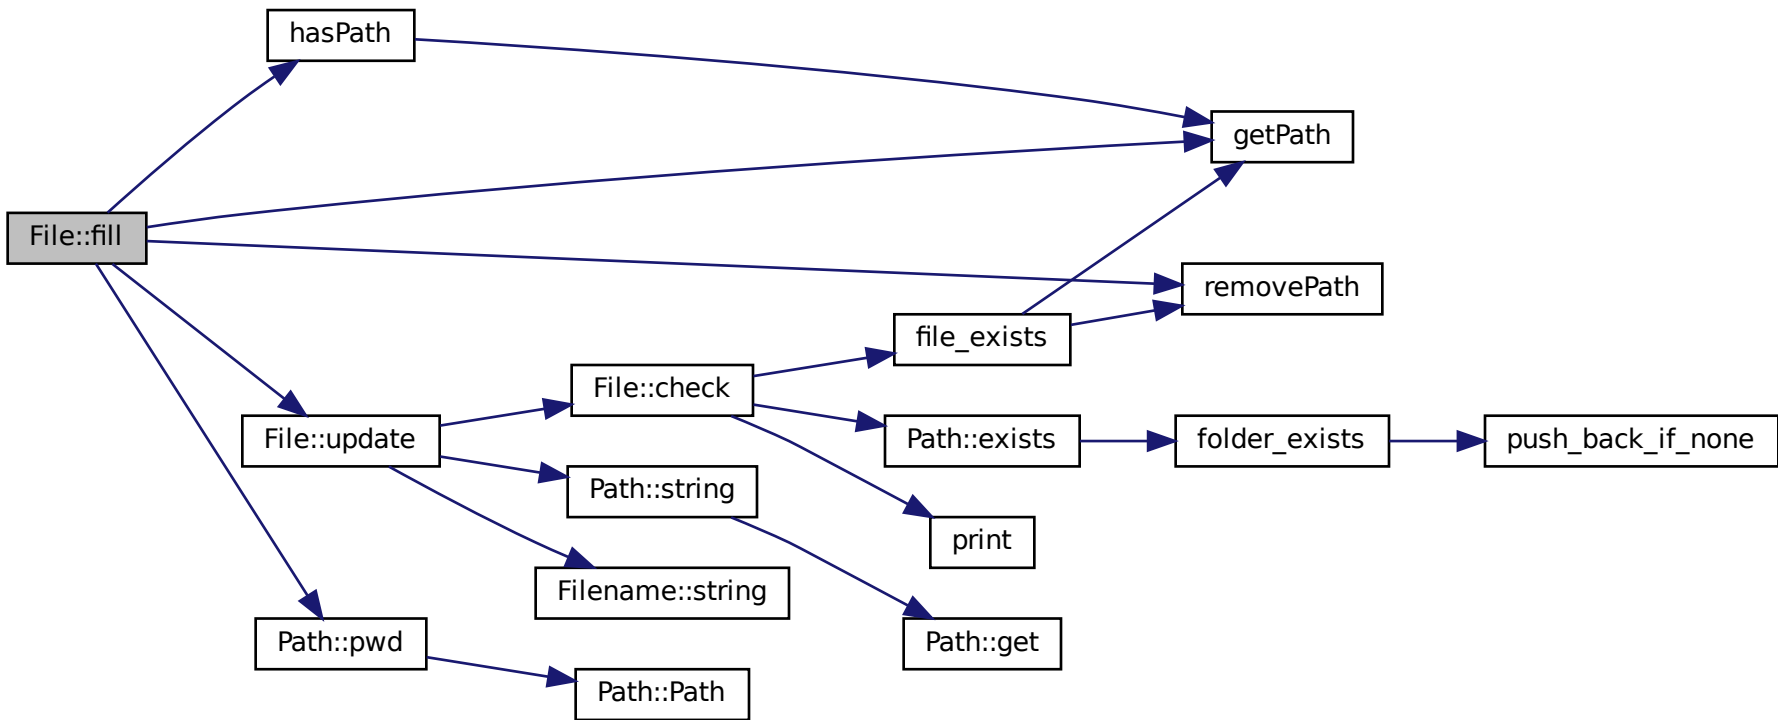 hasPath
getPath
File::fill
removePath
file_exists
File::check
File::update
Path::exists
folder_exists
push_back_if_none
Path::string
print
Filename::string
Path::pwd
Path::get
Path::Path